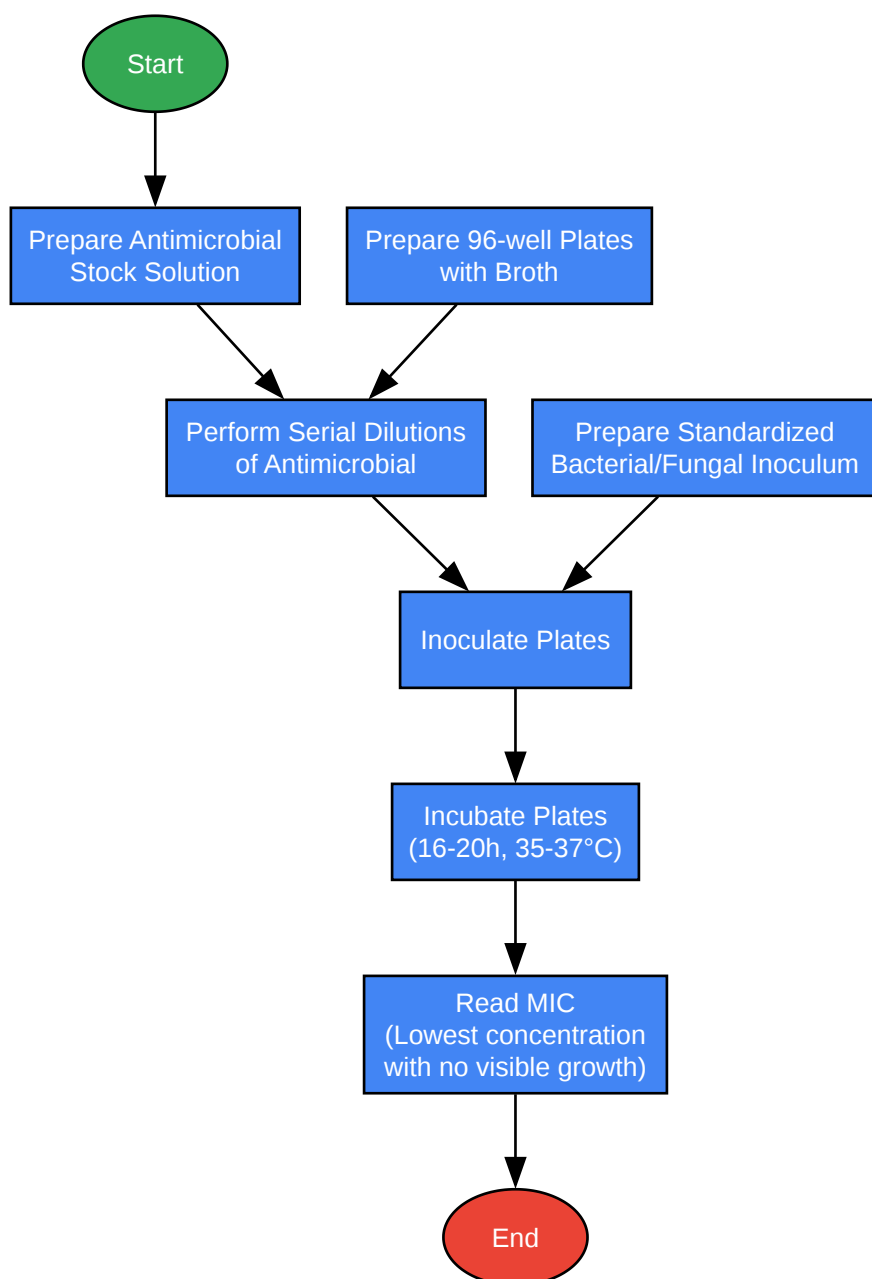 Start
Prepare Antimicrobial
Stock Solution
Prepare 96-well Plates
with Broth
Perform Serial Dilutions
of Antimicrobial
Prepare Standardized
Bacterial/Fungal Inoculum
Inoculate Plates
Incubate Plates
(16-20h, 35-37°C)
Read MIC
(Lowest concentration
with no visible growth)
End